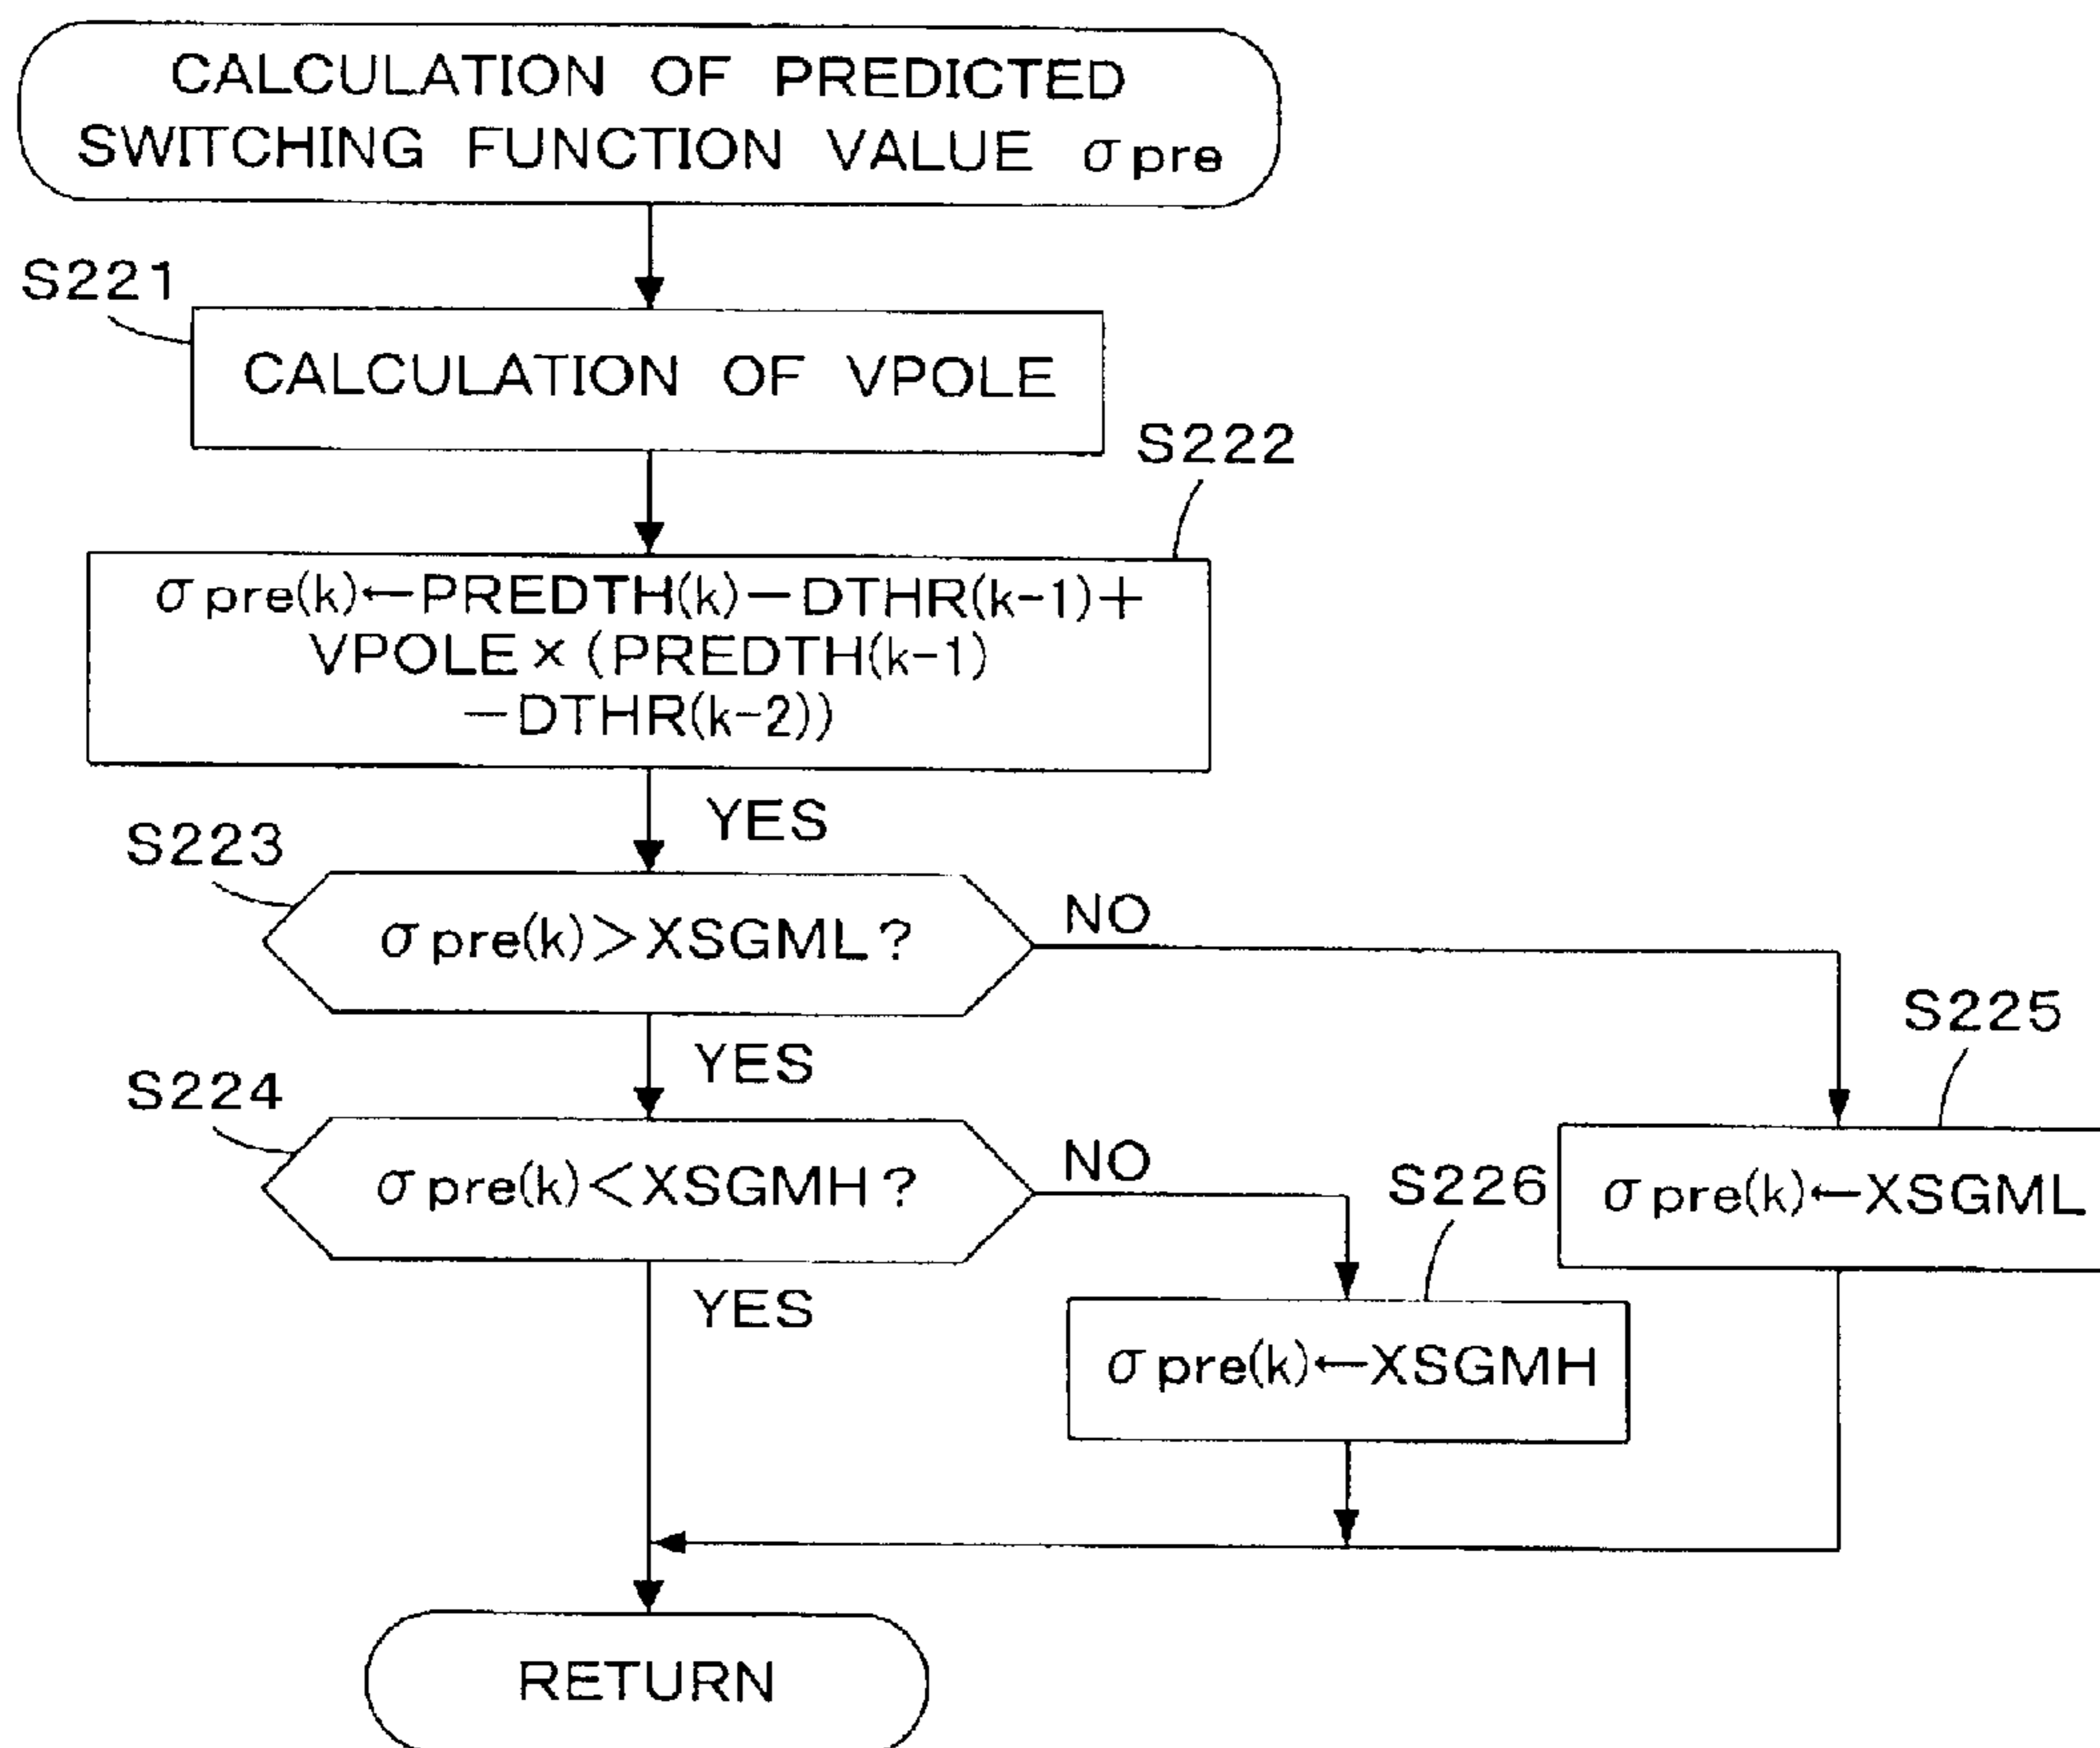 CALCULATION OF PREDICTED
SWITCHING FUNCTION VALUE σpre
S221
CALCULATION OF VPOLE
S222
σpre(k)←PREDTH(k)−DTHR(k-1)+
VPOLE×(PREDTH(k-1)
−DTHR(k-2))
YES
S223
σpre(k)>XSGML?
NO
S225
YES
S224
σpre(k)<XSGMH?
NO
S226
σpre(k)←XSGML
YES
σpre(k)←XSGMH
RETURN